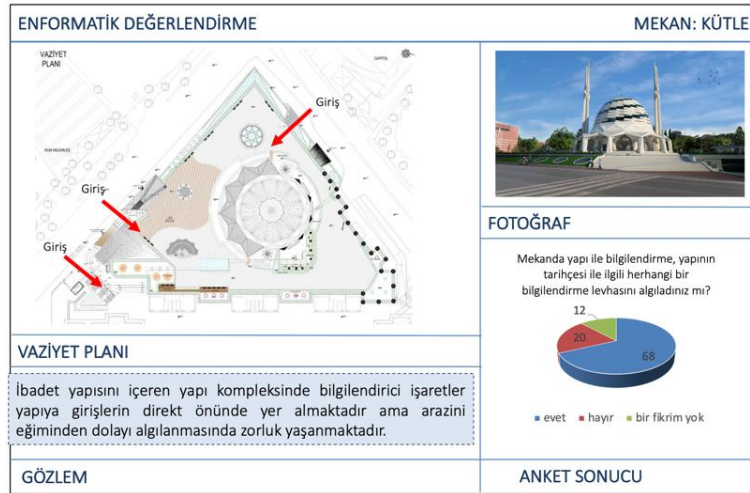 ENFORMATİK DEĞERLENDİRME
MEKAN: KÜTLE
VAZİYET
PLANI
Giriş
Giriş
Giriş
FOTOĞRAF
Mekanda yapı ile bilgilendirme, yapının
tarihçesi ile ilgili herhangi bir
bilgilendirme levhasını algıladınız mı?
12
20
68
evet
hayır
bir fikrim yok
VAZİYET PLANI
İbadet yapısını içeren yapı kompleksinde bilgilendirici işaretler
yapıya girişlerin direkt önünde yer almaktadır ama arazini
eğiminden dolayı algılanmasında zorluk yaşanmaktadır.
GÖZLEM
ANKET SONUCU